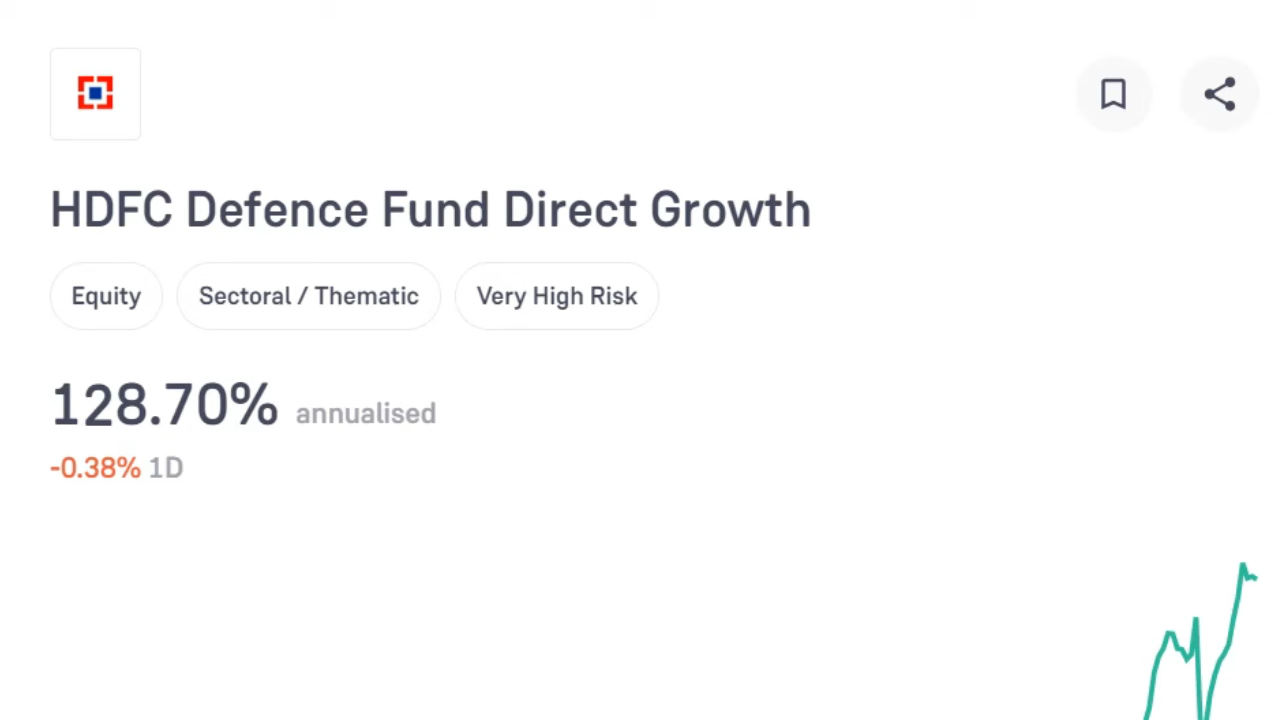 HDFC Defence Fund Direct Growth
Equity Sectoral / Thematic Very High Risk
128.70% annualised
-0.38% 1D